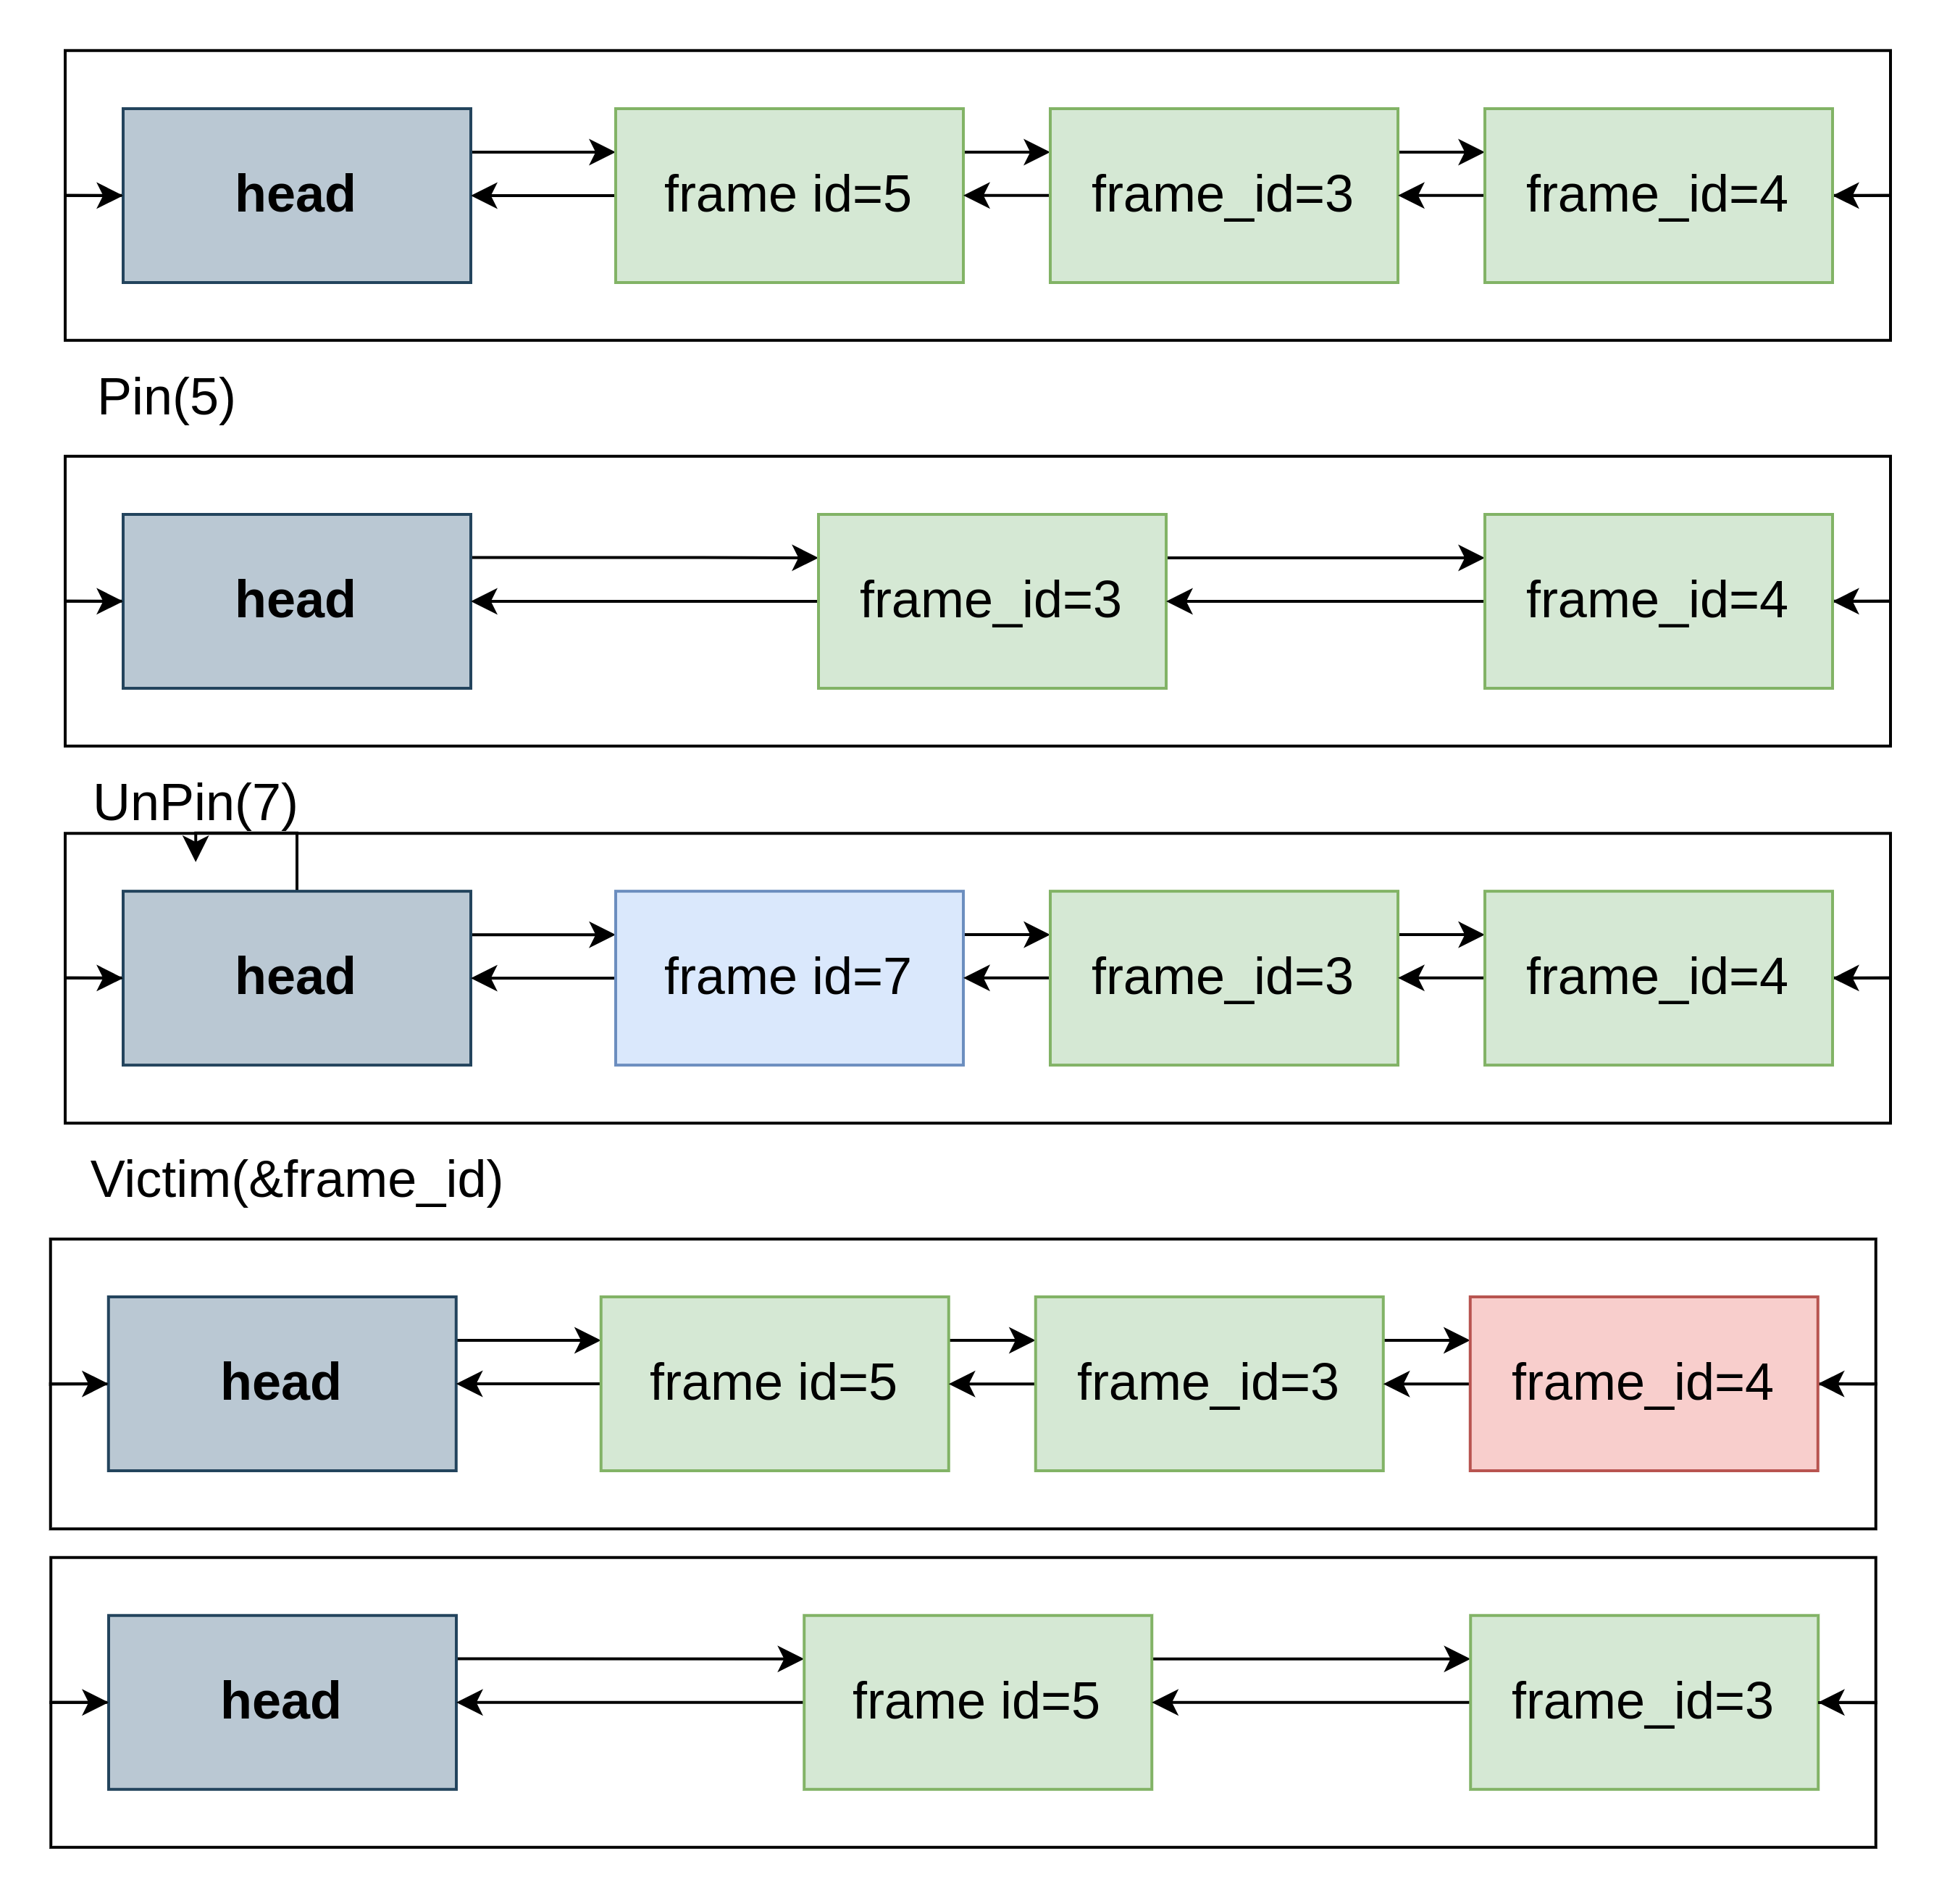 head frame id=5 frame_id=3 frame_id=4
Pin(5)
head frame_id=3 frame_id=4
UnPin(7)
head frame id=7 frame_id=3 frame_id=4
Victim(&frame_id)
head frame id=5 frame_id=3 frame_id=4
head frame id=5 frame_id=3